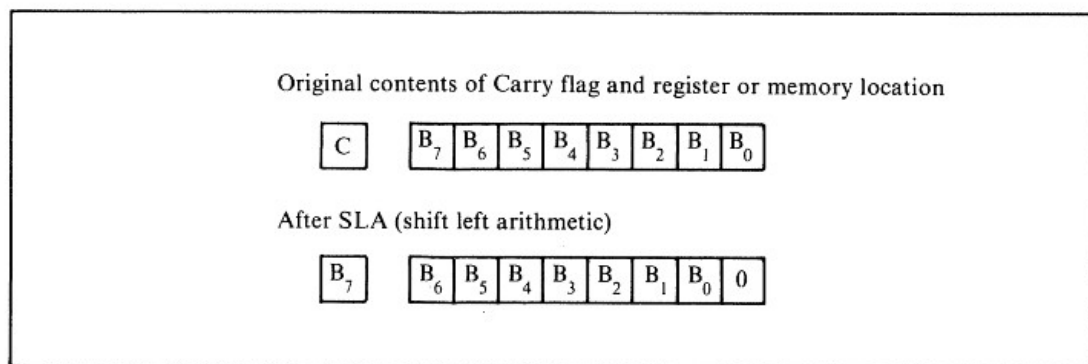 Original contents of Carry flag and register or memory location
C B₇ B₆ B₅ B₄ B₃ B₂ B₁ B₀
After SLA (shift left arithmetic)
B₇ B₆ B₅ B₄ B₃ B₂ B₁ B₀ 0